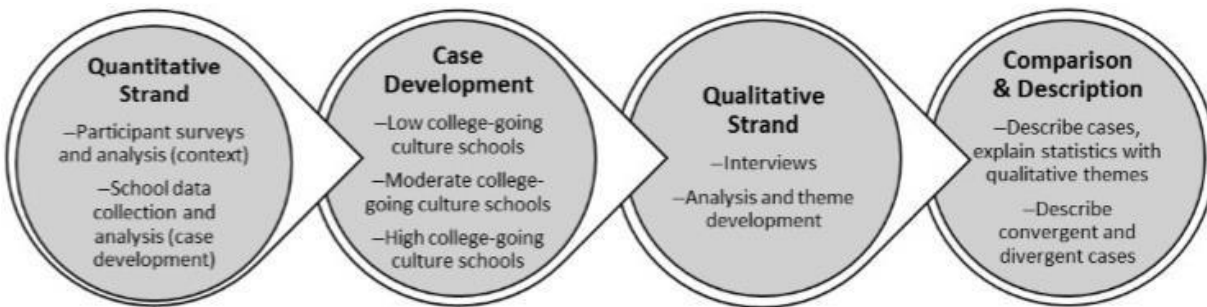 Quantitative
Strand
–Participant surveys
and analysis (context)
–School data
collection and
analysis (case
development)
Case
Development
–Low college-going
culture schools
–Moderate college-
going culture schools
–High college-going
culture schools
Qualitative
Strand
–Interviews
–Analysis and theme
development
Comparison
& Description
–Describe cases,
explain statistics with
qualitative themes
–Describe
convergent and
divergent cases